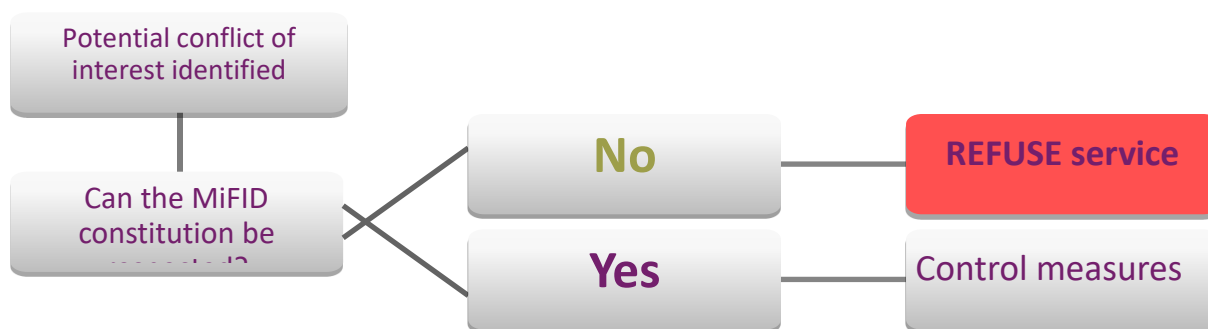 Potential conflict of
interest identified
Can the MiFID
constitution be
No
REFUSE service
Yes
Control measures